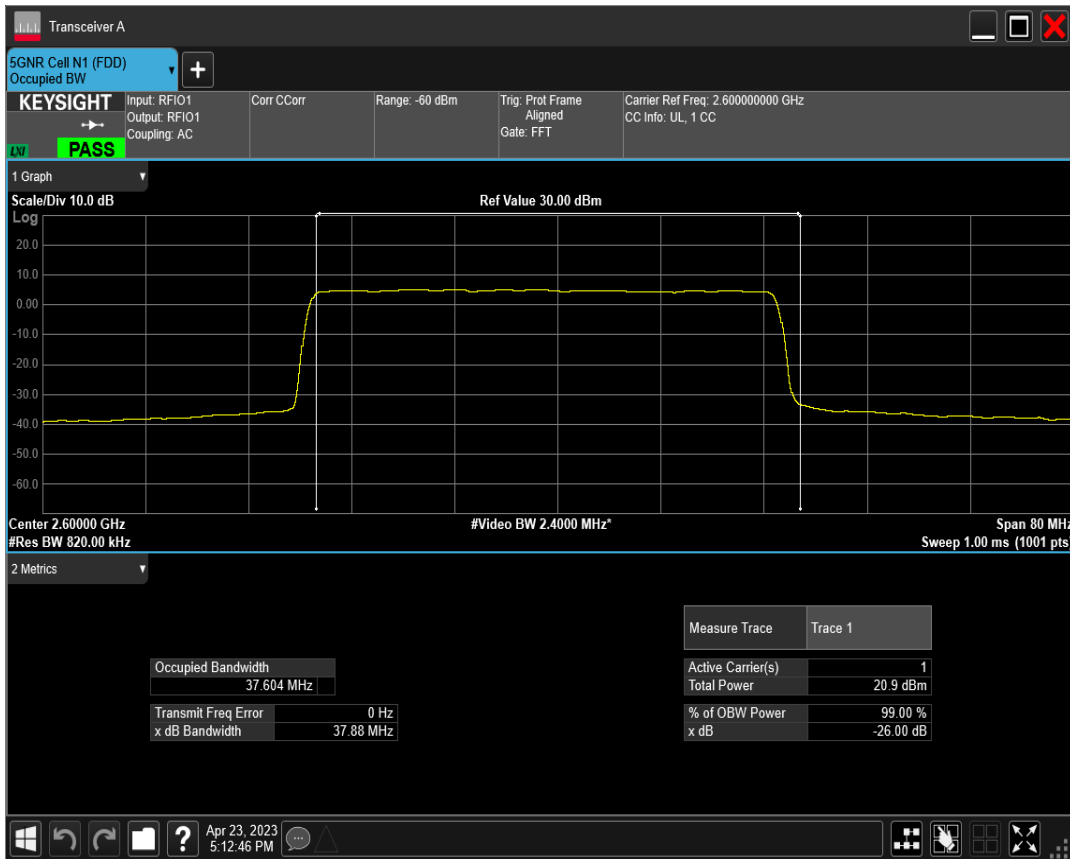 Transceiver A
5GNR Cell N1 (FDD)
Occupied BW
+
KEYSIGHT
LXI
PASS
Input: RFIO1
Output: RFIO1
Coupling: AC
Corr CCorr
Range: -60 dBm
Trig: Prot Frame
Aligned
Gate: FFT
Carrier Ref Freq: 2.600000000 GHz
CC Info: UL, 1 CC
1 Graph
Scale/Div 10.0 dB
Ref Value 30.00 dBm
Log
20.0
10.0
0.00
-10.0
-20.0
-30.0
-40.0
-50.0
-60.0
Center 2.60000 GHz
#Video BW 2.4000 MHz*
Span 80 MHz
#Res BW 820.00 kHz
Sweep 1.00 ms (1001 pts)
2 Metrics
Measure Trace Trace 1
Occupied Bandwidth
37.604 MHz
Active Carrier(s) 1
Total Power 20.9 dBm
Transmit Freq Error 0 Hz
x dB Bandwidth 37.88 MHz
% of OBW Power 99.00 %
x dB -26.00 dB
?
Apr 23, 2023
5:12:46 PM